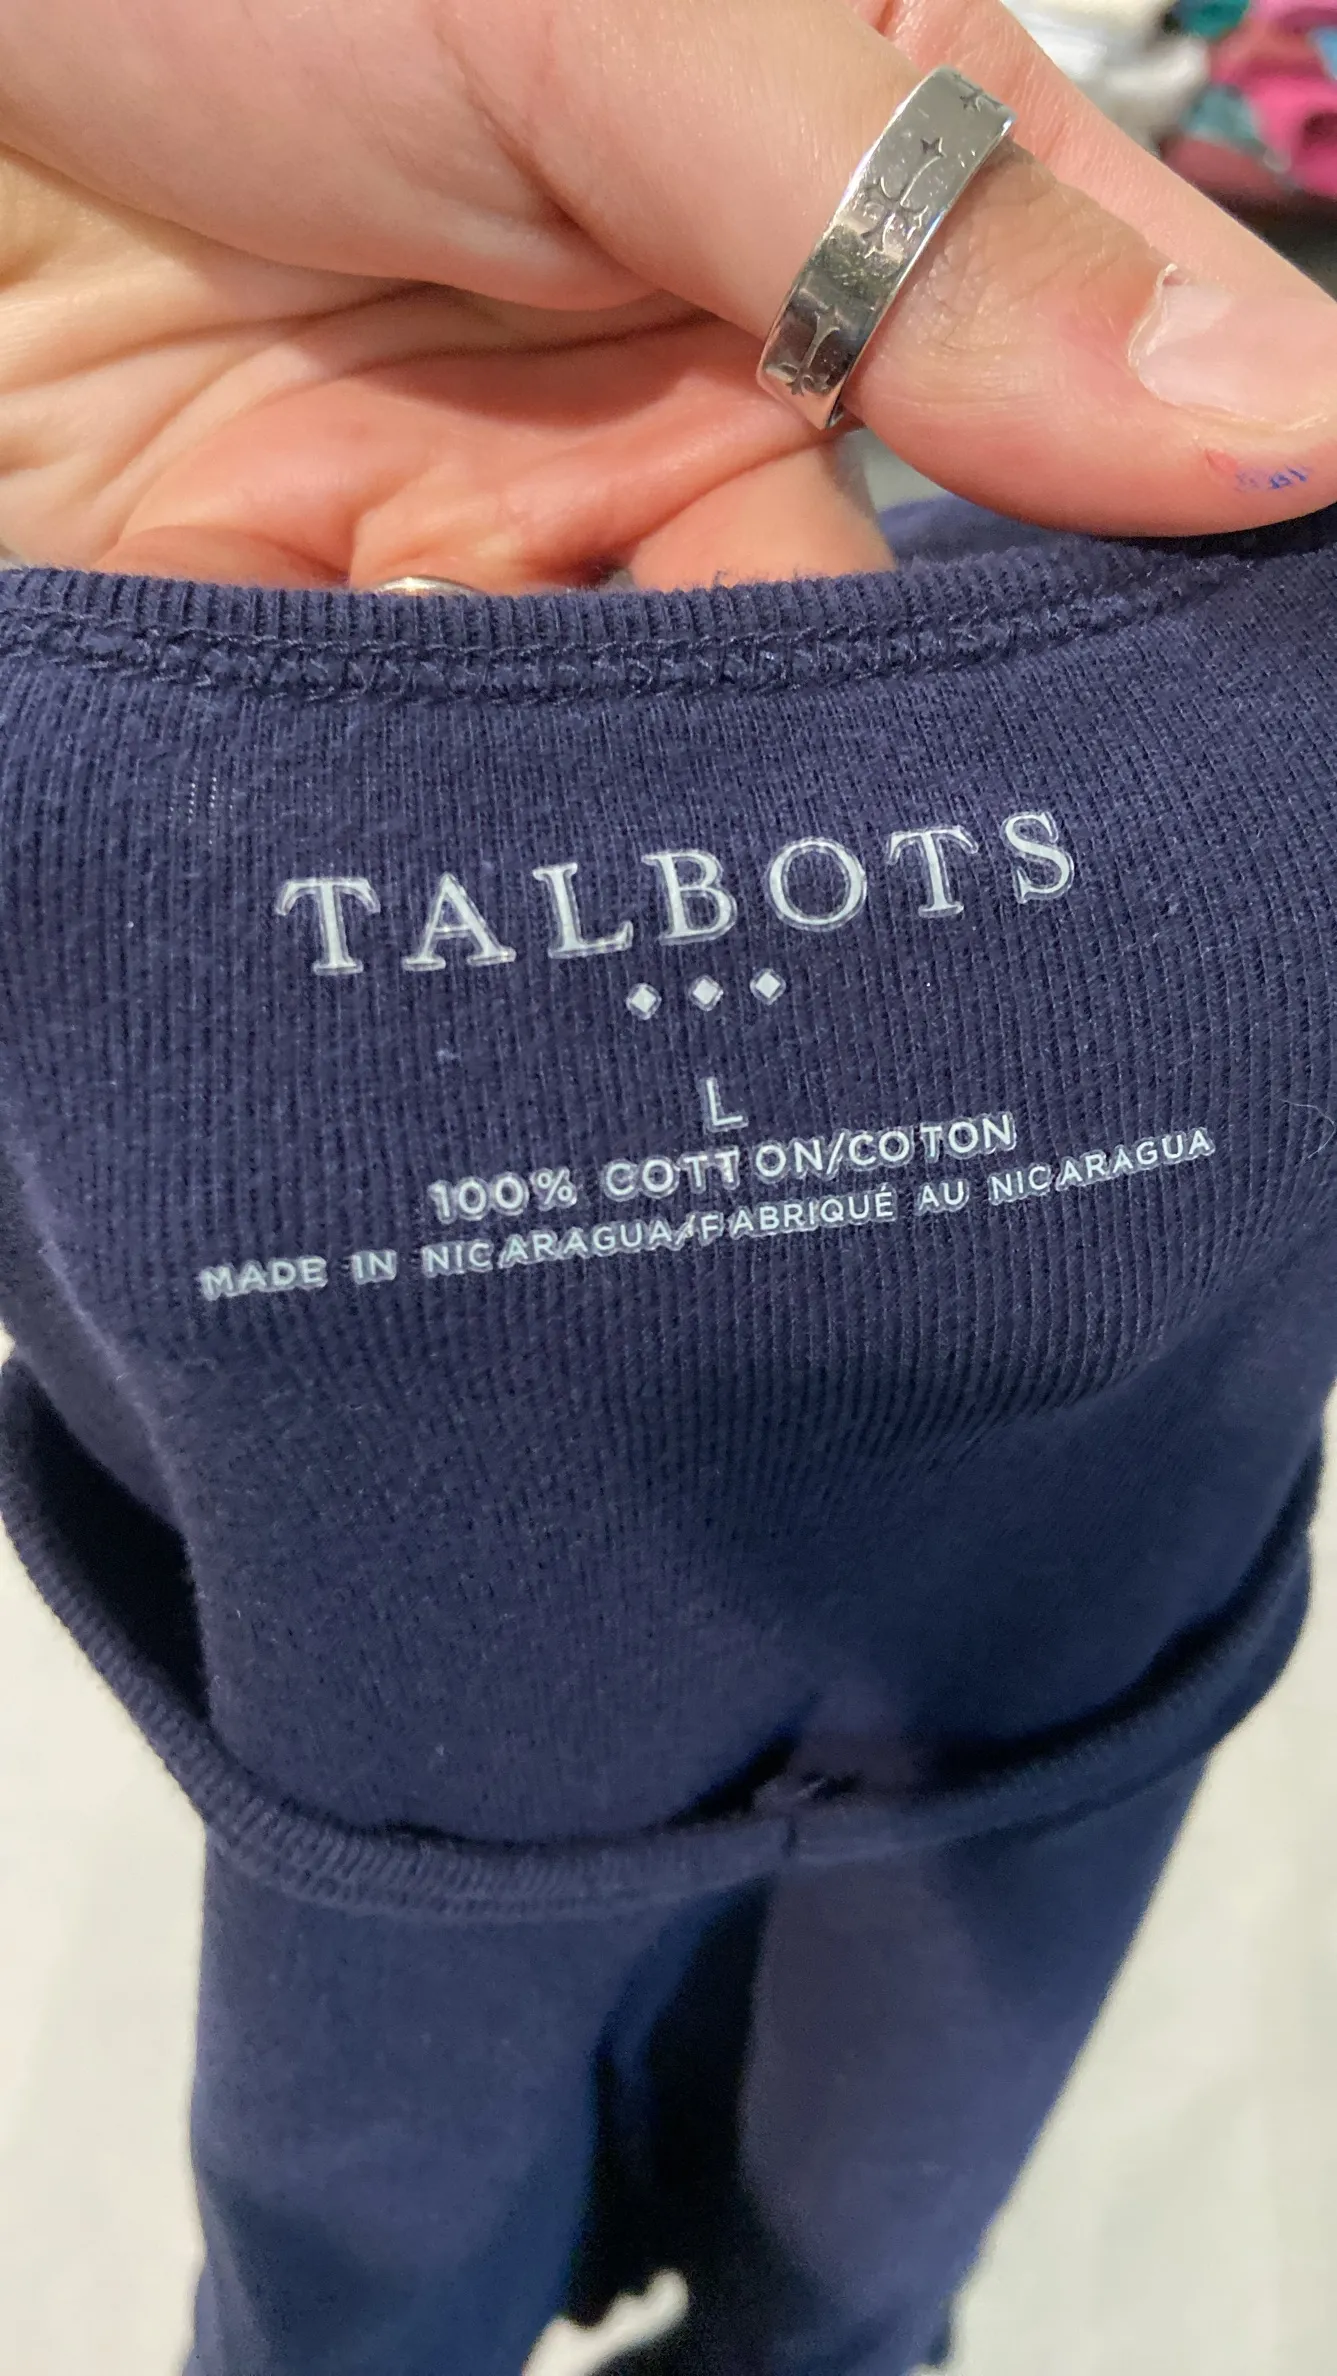 TALBOTS
L
100% COTTON/COTON
MADE IN NICARAGUA/FABRIQUÉ AU NICARAGUA